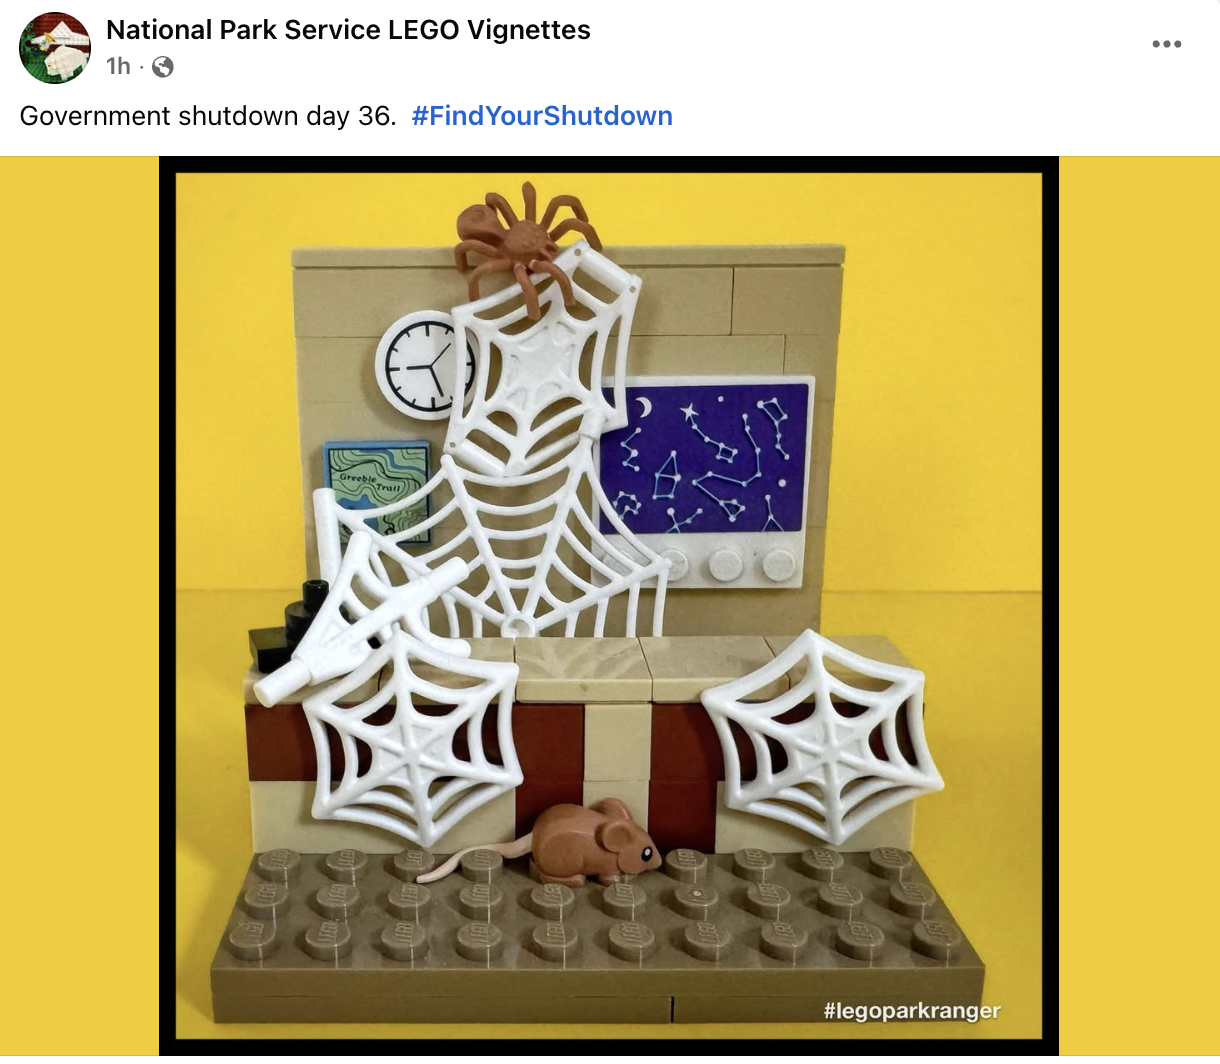 National Park Service LEGO Vignettes
1h ·
Government shutdown day 36. #FindYourShutdown
Greeble
Trail
#legoparkranger